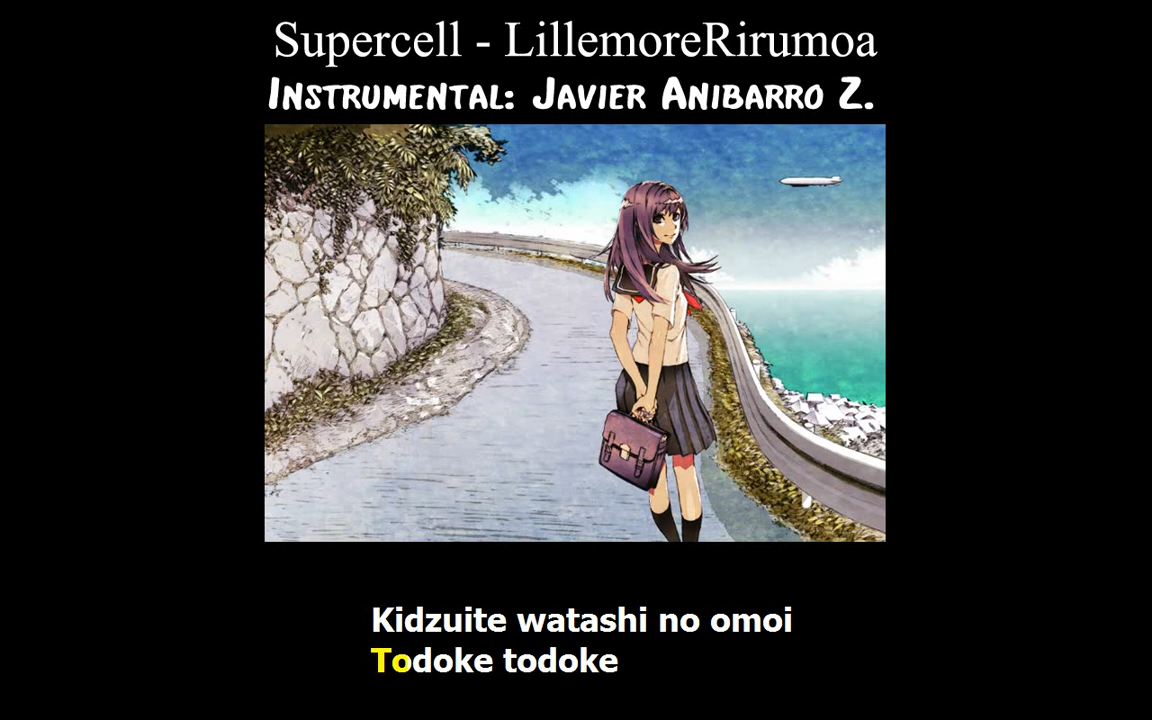 Supercell - LillemoreRirumoa
Instrumental: Javier Anibarro Z.
Kidzuite watashi no omoi
Todoke todoke